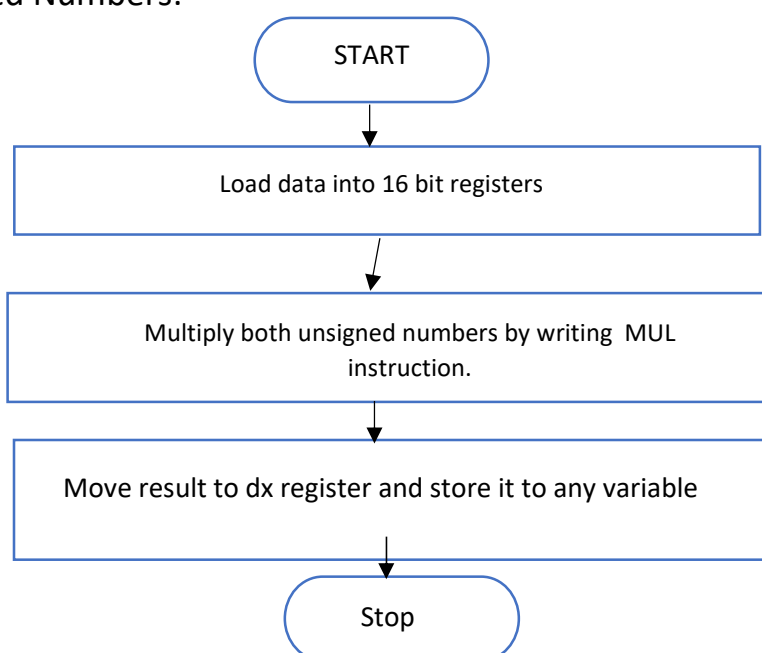 ed Numbers:
START
Load data into 16 bit registers
Multiply both unsigned numbers by writing MUL
instruction.
Move result to dx register and store it to any variable
Stop